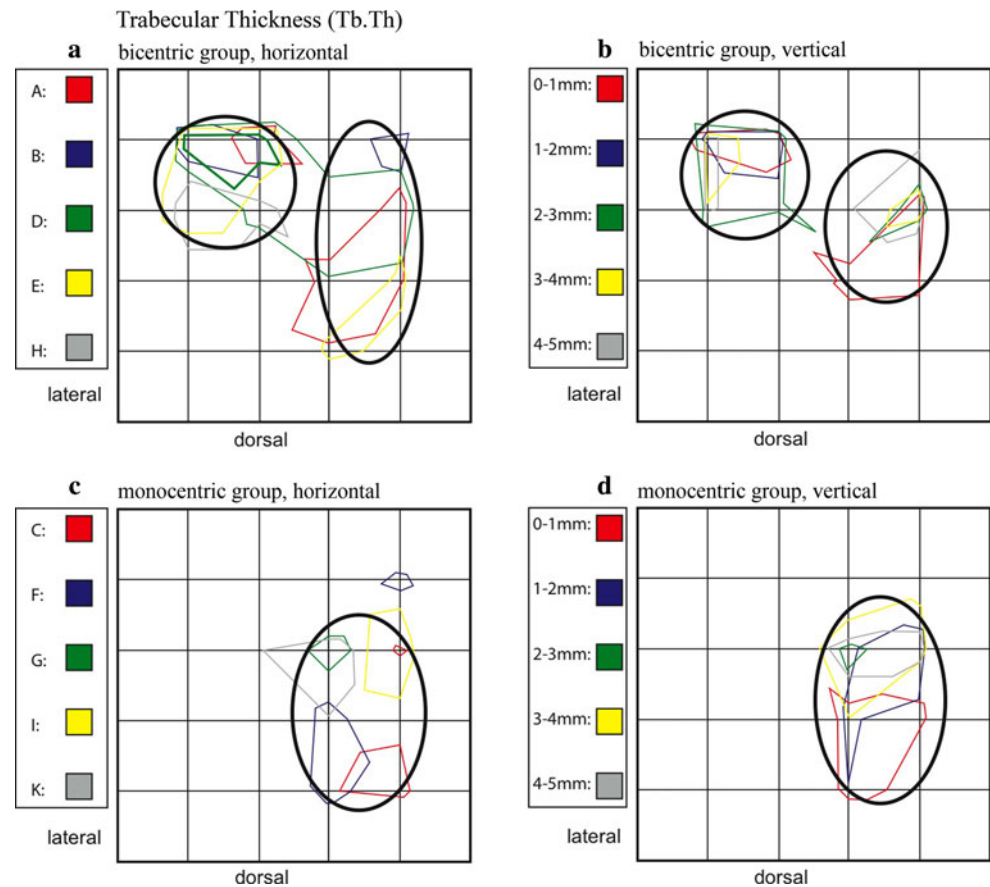 Trabecular Thickness (Tb.Th)
a bicentric group, horizontal
A:
B:
D:
E:
H:
lateral
dorsal
b bicentric group, vertical
0-1mm:
1-2mm:
2-3mm:
3-4mm:
4-5mm:
lateral
dorsal
c monocentric group, horizontal
C:
F:
G:
I:
K:
lateral
dorsal
d monocentric group, vertical
0-1mm:
1-2mm:
2-3mm:
3-4mm:
4-5mm:
lateral
dorsal